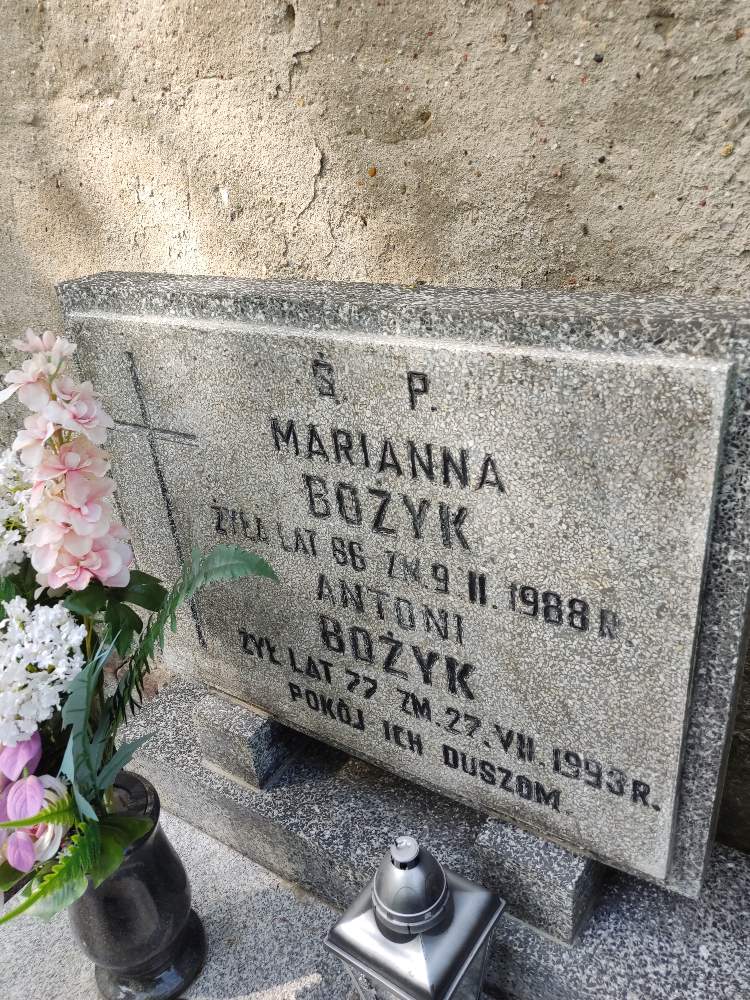 Ś. P.
MARIANNA
BOŻYK
ŻYŁA LAT 66 ZM. 9. II. 1988 R.
ANTONI
BOŻYK
ŻYŁ LAT 77 ZM. 27. VII. 1993 R.
POKÓJ ICH DUSZOM.